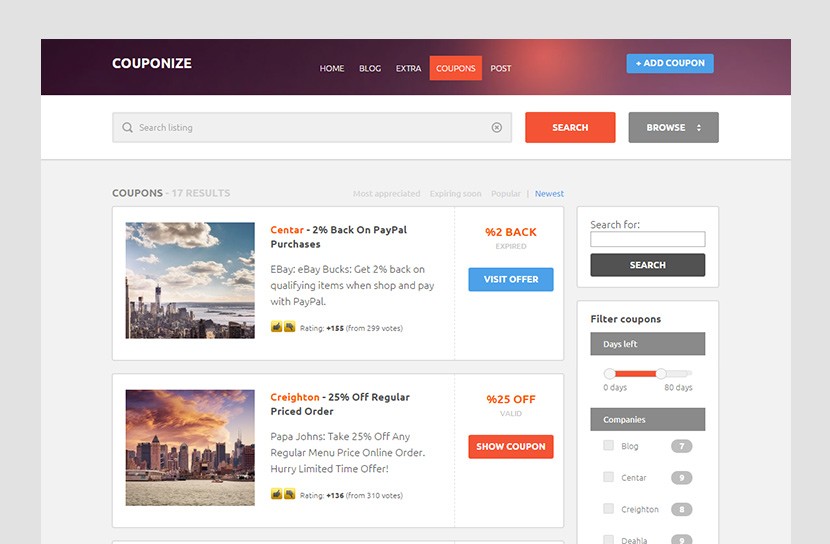 COUPONIZE
HOME BLOG EXTRA COUPONS POST
+ ADD COUPON
Search listing
SEARCH
BROWSE
COUPONS - 17 RESULTS
Most appreciated Expiring soon Popular | Newest
Centar - 2% Back On PayPal
Purchases
EBay: eBay Bucks: Get 2% back on
qualifying items when shop and pay
with PayPal.
Rating: +155 (from 299 votes)
%2 BACK
EXPIRED
VISIT OFFER
Creighton - 25% Off Regular
Priced Order
Papa Johns: Take 25% Off Any
Regular Menu Price Online Order.
Hurry Limited Time Offer!
Rating: +136 (from 310 votes)
%25 OFF
VALID
SHOW COUPON
Search for:
SEARCH
Filter coupons
Days left
0 days 80 days
Companies
Blog 7
Centar 9
Creighton 8
Deahla 9